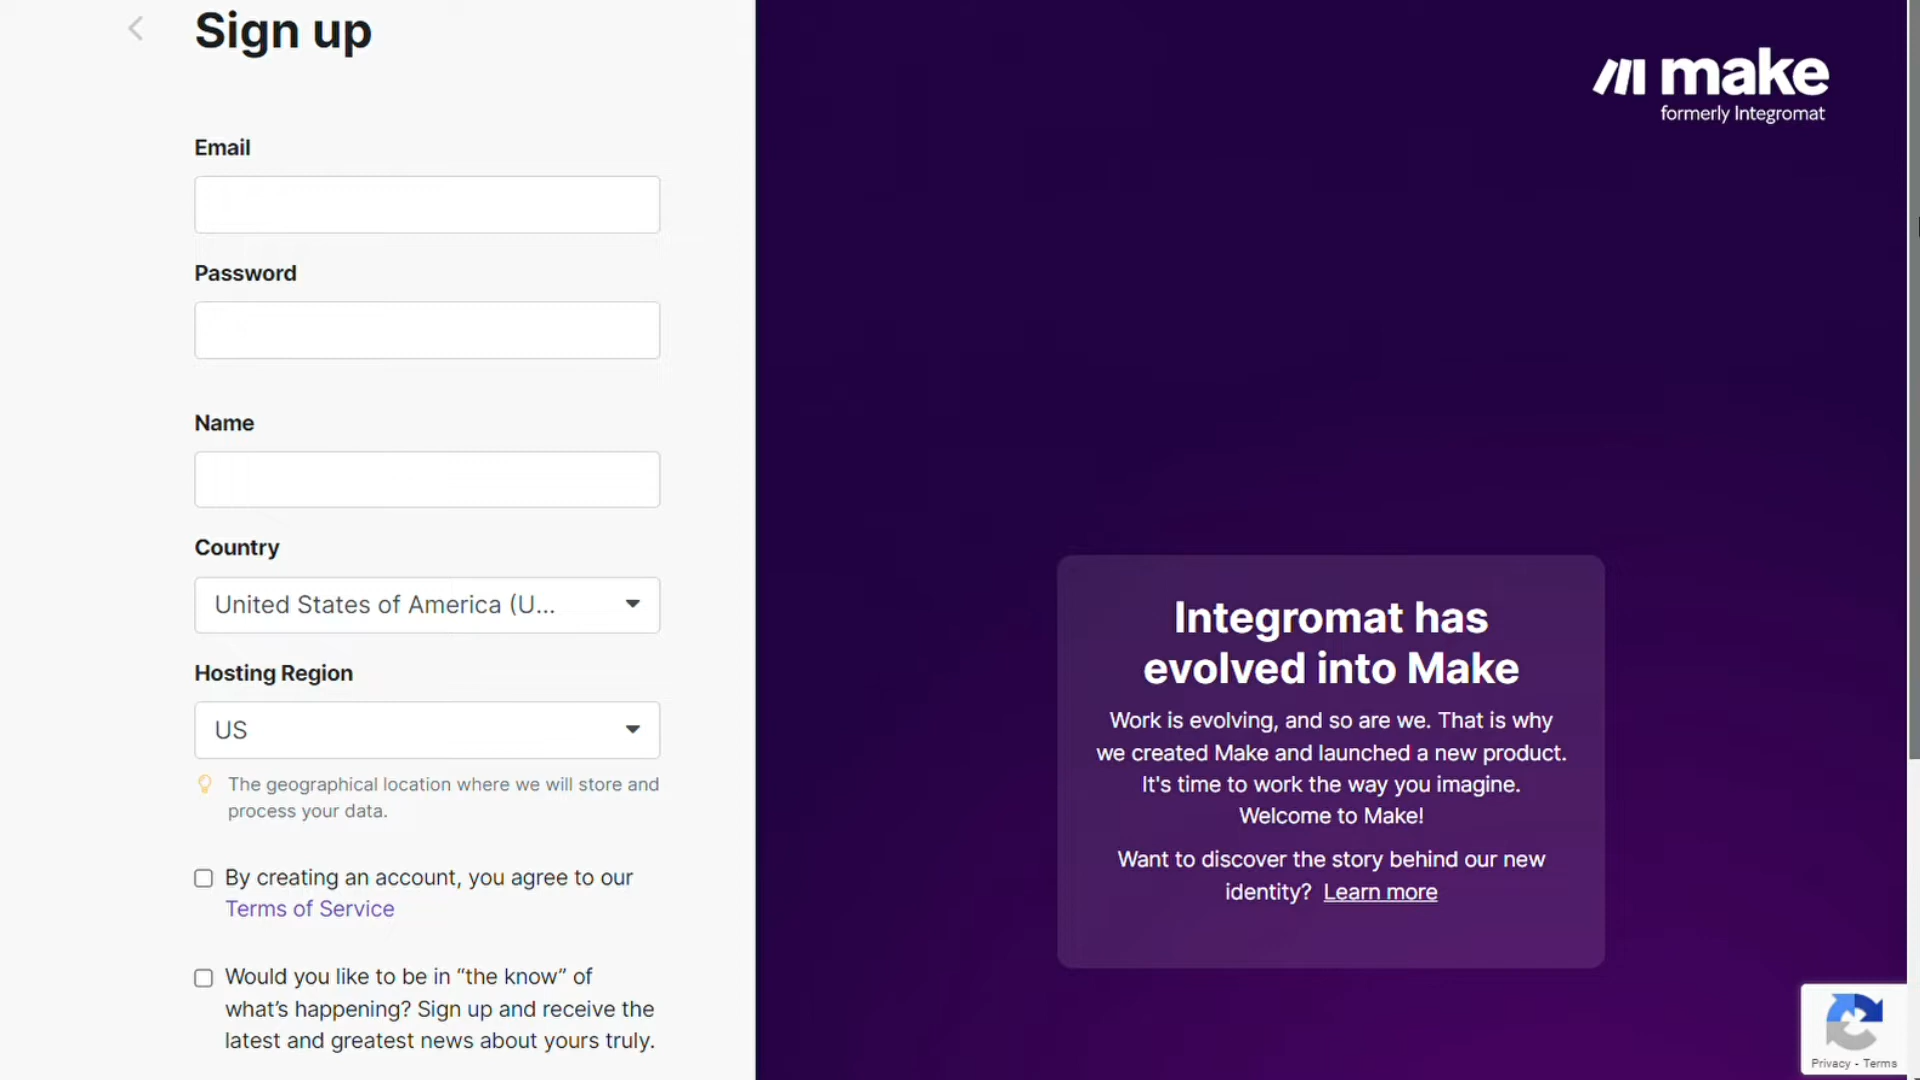 Sign up
Email
Password
Name
Country
United States of America (U...
Hosting Region
US
The geographical location where we will store and
process your data.
By creating an account, you agree to our
Terms of Service
Would you like to be in “the know” of
what’s happening? Sign up and receive the
latest and greatest news about yours truly.
make
formerly Integromat
Integromat has
evolved into Make
Work is evolving, and so are we. That is why
we created Make and launched a new product.
It's time to work the way you imagine.
Welcome to Make!
Want to discover the story behind our new
identity? Learn more
Privacy - Terms